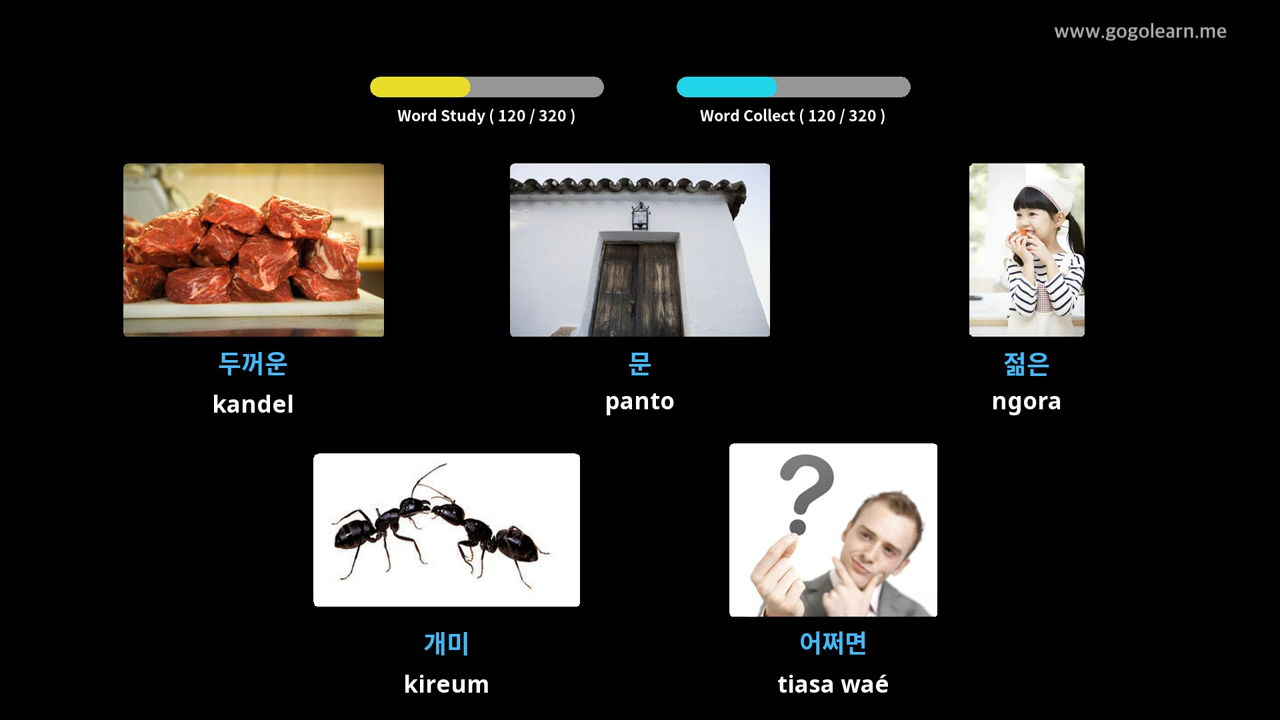 www.gogolearn.me
Word Study ( 120 / 320 )
Word Collect ( 120 / 320 )
두꺼운
kandel
문
panto
젊은
ngora
개미
kireum
어쩌면
tiasa waé